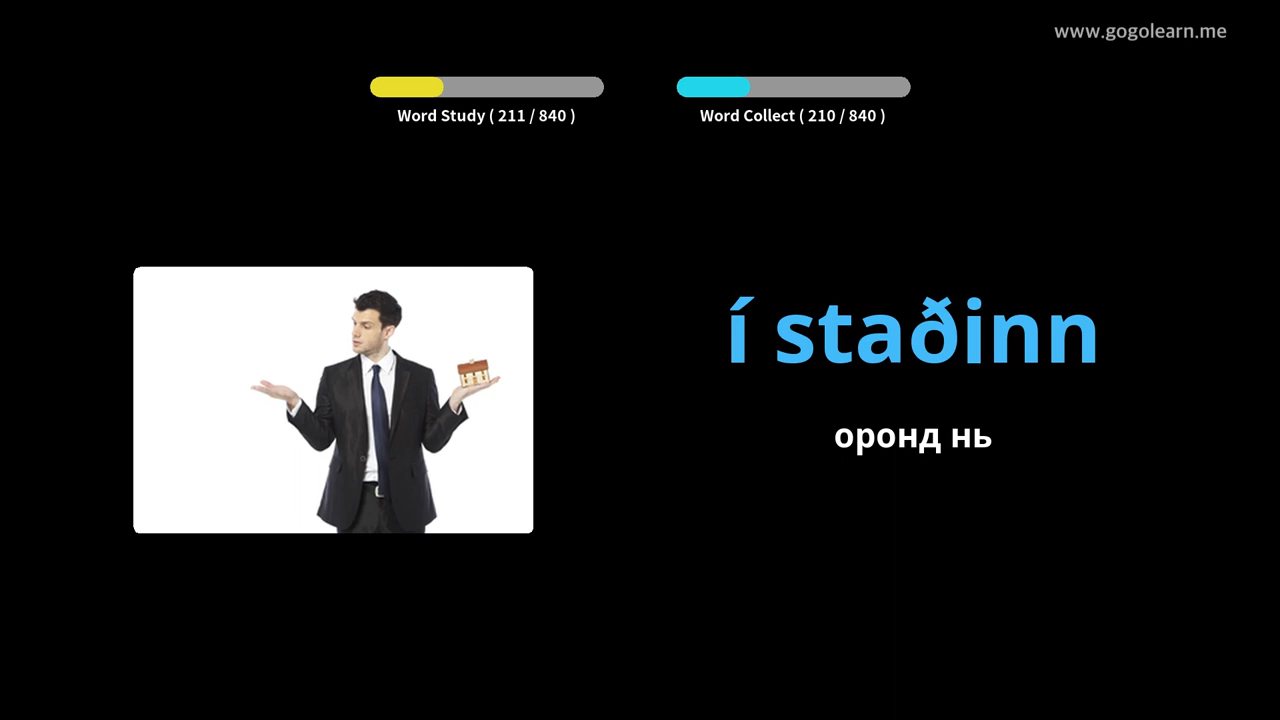 www.gogolearn.me
Word Study ( 211 / 840 )
Word Collect ( 210 / 840 )
í staðinn
оронд нь